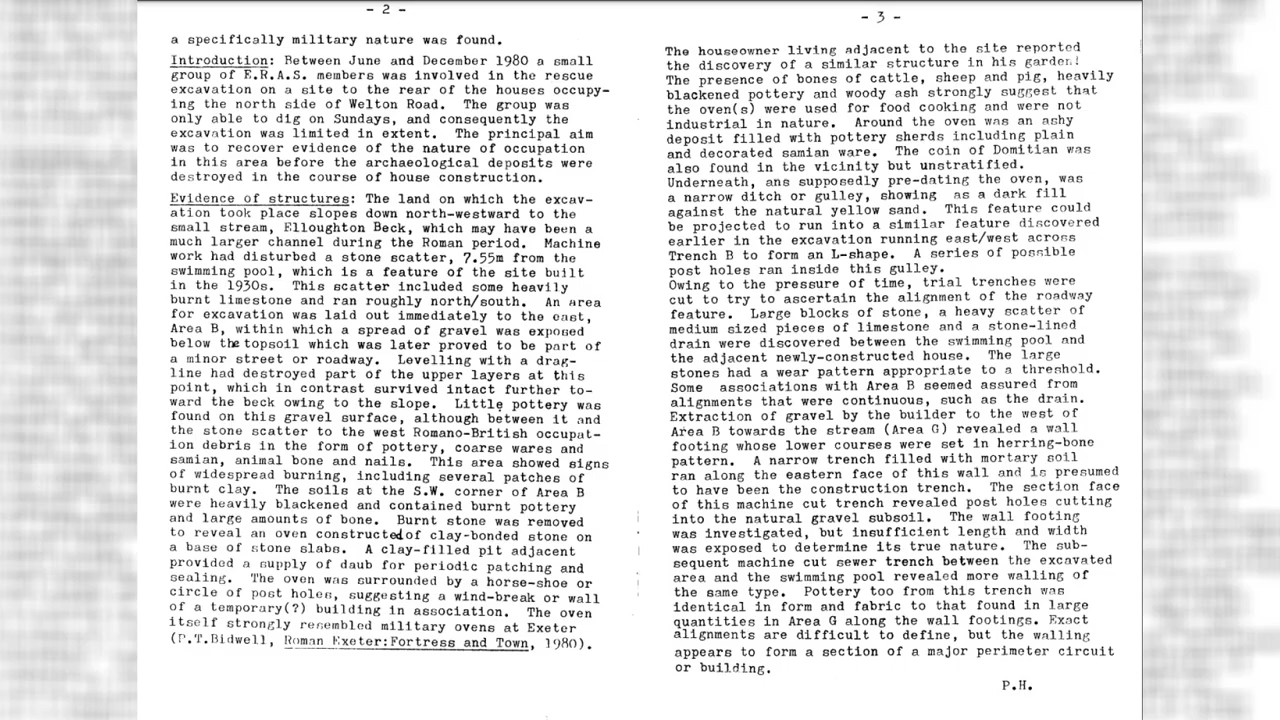 - 2 -
a specifically military nature was found.
Introduction: Between June and December 1980 a small
group of E.R.A.S. members was involved in the rescue
excavation on a site to the rear of the houses occupy-
ing the north side of Welton Road. The group was
only able to dig on Sundays, and consequently the
excavation was limited in extent. The principal aim
was to recover evidence of the nature of occupation
in this area before the archaeological deposits were
destroyed in the course of house construction.
Evidence of structures: The land on which the excav-
ation took place slopes down north-westward to the
small stream, Elloughton Beck, which may have been a
much larger channel during the Roman period. Machine
work had disturbed a stone scatter, 7.55m from the
swimming pool, which is a feature of the site built
in the 1930s. This scatter included some heavily
burnt limestone and ran roughly north/south. An area
for excavation was laid out immediately to the east,
Area B, within which a spread of gravel was exposed
below the topsoil which was later proved to be part of
a minor street or roadway. Levelling with a drag-
line had destroyed part of the upper layers at this
point, which in contrast survived intact further to-
ward the beck owing to the slope. Little pottery was
found on this gravel surface, although between it and
the stone scatter to the west Romano-British occupat-
ion debris in the form of pottery, coarse wares and
samian, animal bone and nails. This area showed signs
of widespread burning, including several patches of
burnt clay. The soils at the S.W. corner of Area B
were heavily blackened and contained burnt pottery
and large amounts of bone. Burnt stone was removed
to reveal an oven constructed of clay-bonded stone on
a base of stone slabs. A clay-filled pit adjacent
provided a supply of daub for periodic patching and
sealing. The oven was surrounded by a horse-shoe or
circle of post holes, suggesting a wind-break or wall
of a temporary(?) building in association. The oven
itself strongly resembled military ovens at Exeter
(P.T.Bidwell, Roman Exeter:Fortress and Town, 1980).
- 3 -
The houseowner living adjacent to the site reported
the discovery of a similar structure in his garden!
The presence of bones of cattle, sheep and pig, heavily
blackened pottery and woody ash strongly suggest that
the oven(s) were used for food cooking and were not
industrial in nature. Around the oven was an ashy
deposit filled with pottery sherds including plain
and decorated samian ware. The coin of Domitian was
also found in the vicinity but unstratified.
Underneath, ans supposedly pre-dating the oven, was
a narrow ditch or gulley, showing as a dark fill
against the natural yellow sand. This feature could
be projected to run into a similar feature discovered
earlier in the excavation running east/west across
Trench B to form an L-shape. A series of possible
post holes ran inside this gulley.
Owing to the pressure of time, trial trenches were
cut to try to ascertain the alignment of the roadway
feature. Large blocks of stone, a heavy scatter of
medium sized pieces of limestone and a stone-lined
drain were discovered between the swimming pool and
the adjacent newly-constructed house. The large
stones had a wear pattern appropriate to a threshold.
Some associations with Area B seemed assured from
alignments that were continuous, such as the drain.
Extraction of gravel by the builder to the west of
Area B towards the stream (Area G) revealed a wall
footing whose lower courses were set in herring-bone
pattern. A narrow trench filled with mortary soil
ran along the eastern face of this wall and is presumed
to have been the construction trench. The section face
of this machine cut trench revealed post holes cutting
into the natural gravel subsoil. The wall footing
was investigated, but insufficient length and width
was exposed to determine its true nature. The sub-
sequent machine cut sewer trench between the excavated
area and the swimming pool revealed more walling of
the same type. Pottery too from this trench was
identical in form and fabric to that found in large
quantities in Area G along the wall footings. Exact
alignments are difficult to define, but the walling
appears to form a section of a major perimeter circuit
or building.
P.H.